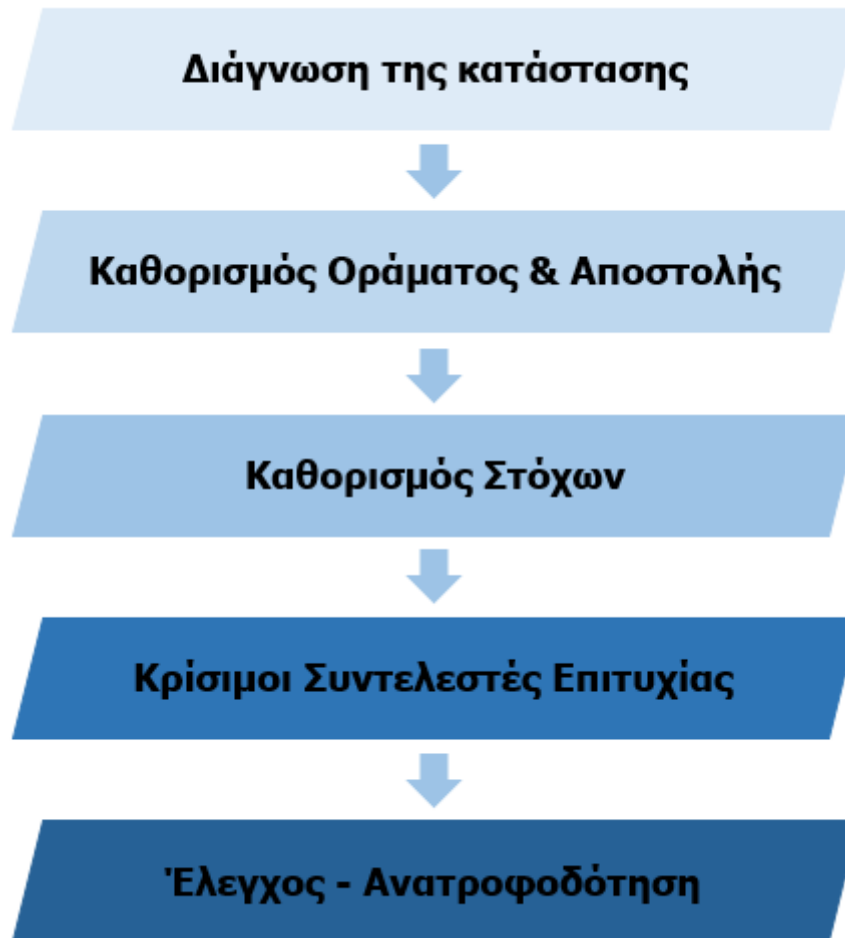 Διάγνωση της κατάστασης
Καθορισμός Οράματος & Αποστολής
Καθορισμός Στόχων
Κρίσιμοι Συντελεστές Επιτυχίας
Έλεγχος - Ανατροφοδότηση